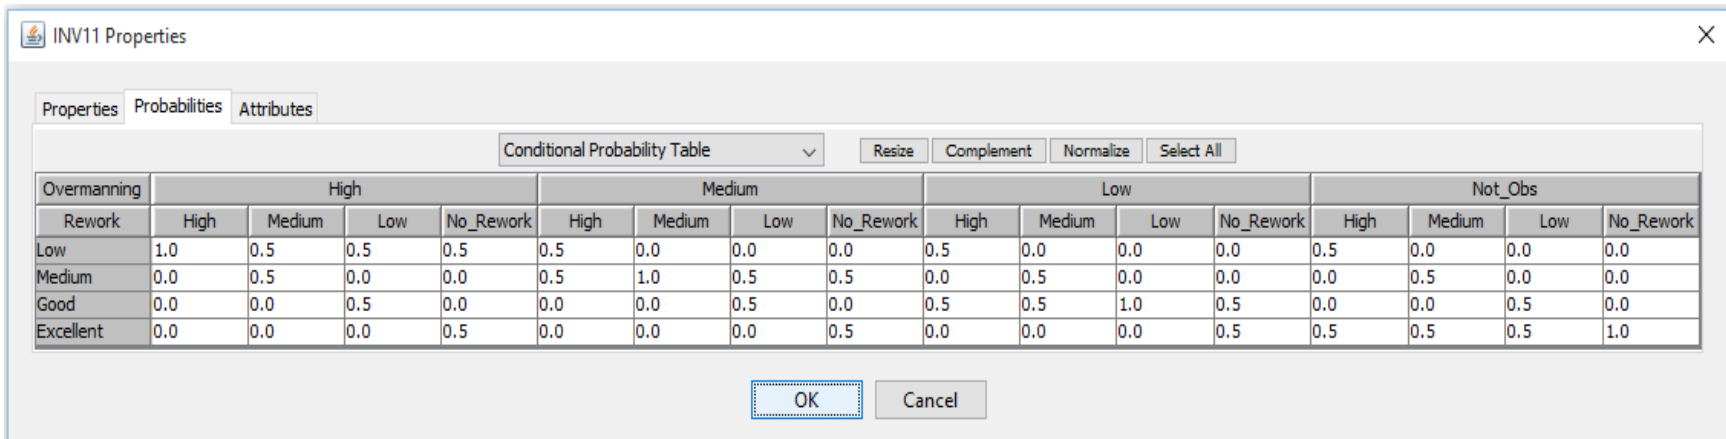 INV11 Properties
Properties Probabilities Attributes
Conditional Probability Table Resize Complement Normalize Select All
Overmanning High Medium Low Not_Obs
Rework High Medium Low No_Rework High Medium Low No_Rework High Medium Low No_Rework High Medium Low No_Rework
Low 1.0 0.5 0.5 0.5 0.5 0.0 0.0 0.0 0.5 0.0 0.0 0.0 0.5 0.0 0.0 0.0
Medium 0.0 0.5 0.0 0.0 0.5 1.0 0.5 0.5 0.0 0.5 0.0 0.0 0.0 0.5 0.0 0.0
Good 0.0 0.0 0.5 0.0 0.0 0.0 0.5 0.0 0.5 0.5 1.0 0.5 0.0 0.0 0.5 0.0
Excellent 0.0 0.0 0.0 0.5 0.0 0.0 0.0 0.5 0.0 0.0 0.0 0.5 0.5 0.5 0.5 1.0
OK Cancel